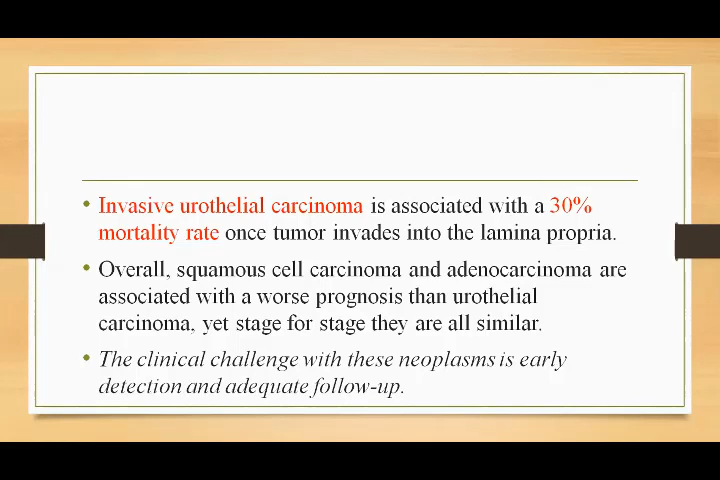 • Invasive urothelial carcinoma is associated with a 30%
mortality rate once tumor invades into the lamina propria.
• Overall, squamous cell carcinoma and adenocarcinoma are
associated with a worse prognosis than urothelial
carcinoma, yet stage for stage they are all similar.
• The clinical challenge with these neoplasms is early
detection and adequate follow-up.